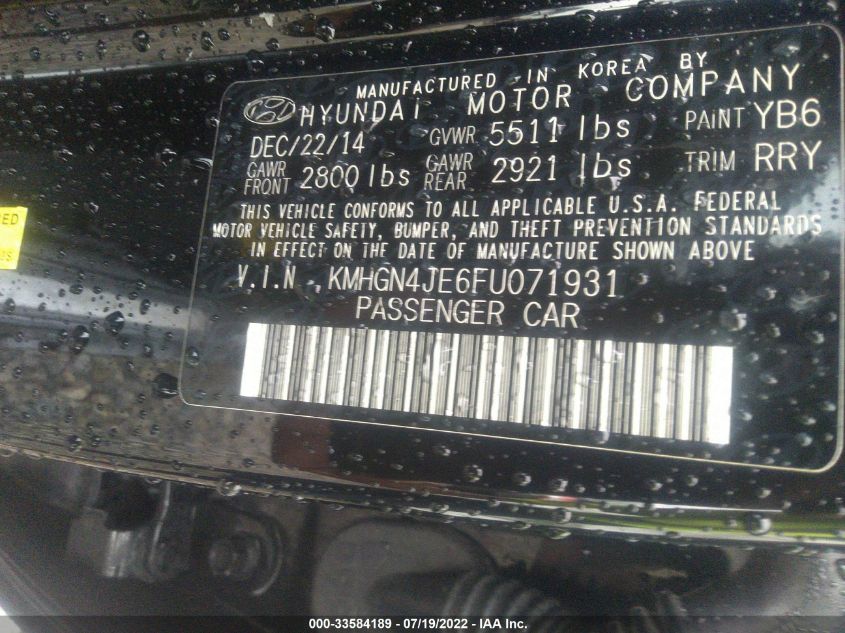 MANUFACTURED IN KOREA BY
HYUNDAI MOTOR COMPANY
DEC/22/14 GVWR 5511 lbs PAINT YB6
GAWR FRONT 2800 lbs GAWR REAR 2921 lbs TRIM RRY
THIS VEHICLE CONFORMS TO ALL APPLICABLE U.S.A. FEDERAL
MOTOR VEHICLE SAFETY, BUMPER, AND THEFT PREVENTION STANDARDS
IN EFFECT ON THE DATE OF MANUFACTURE SHOWN ABOVE
V.I.N KMHGN4JE6FU071931
PASSENGER CAR
000-33584189 - 07/19/2022 - IAA Inc.